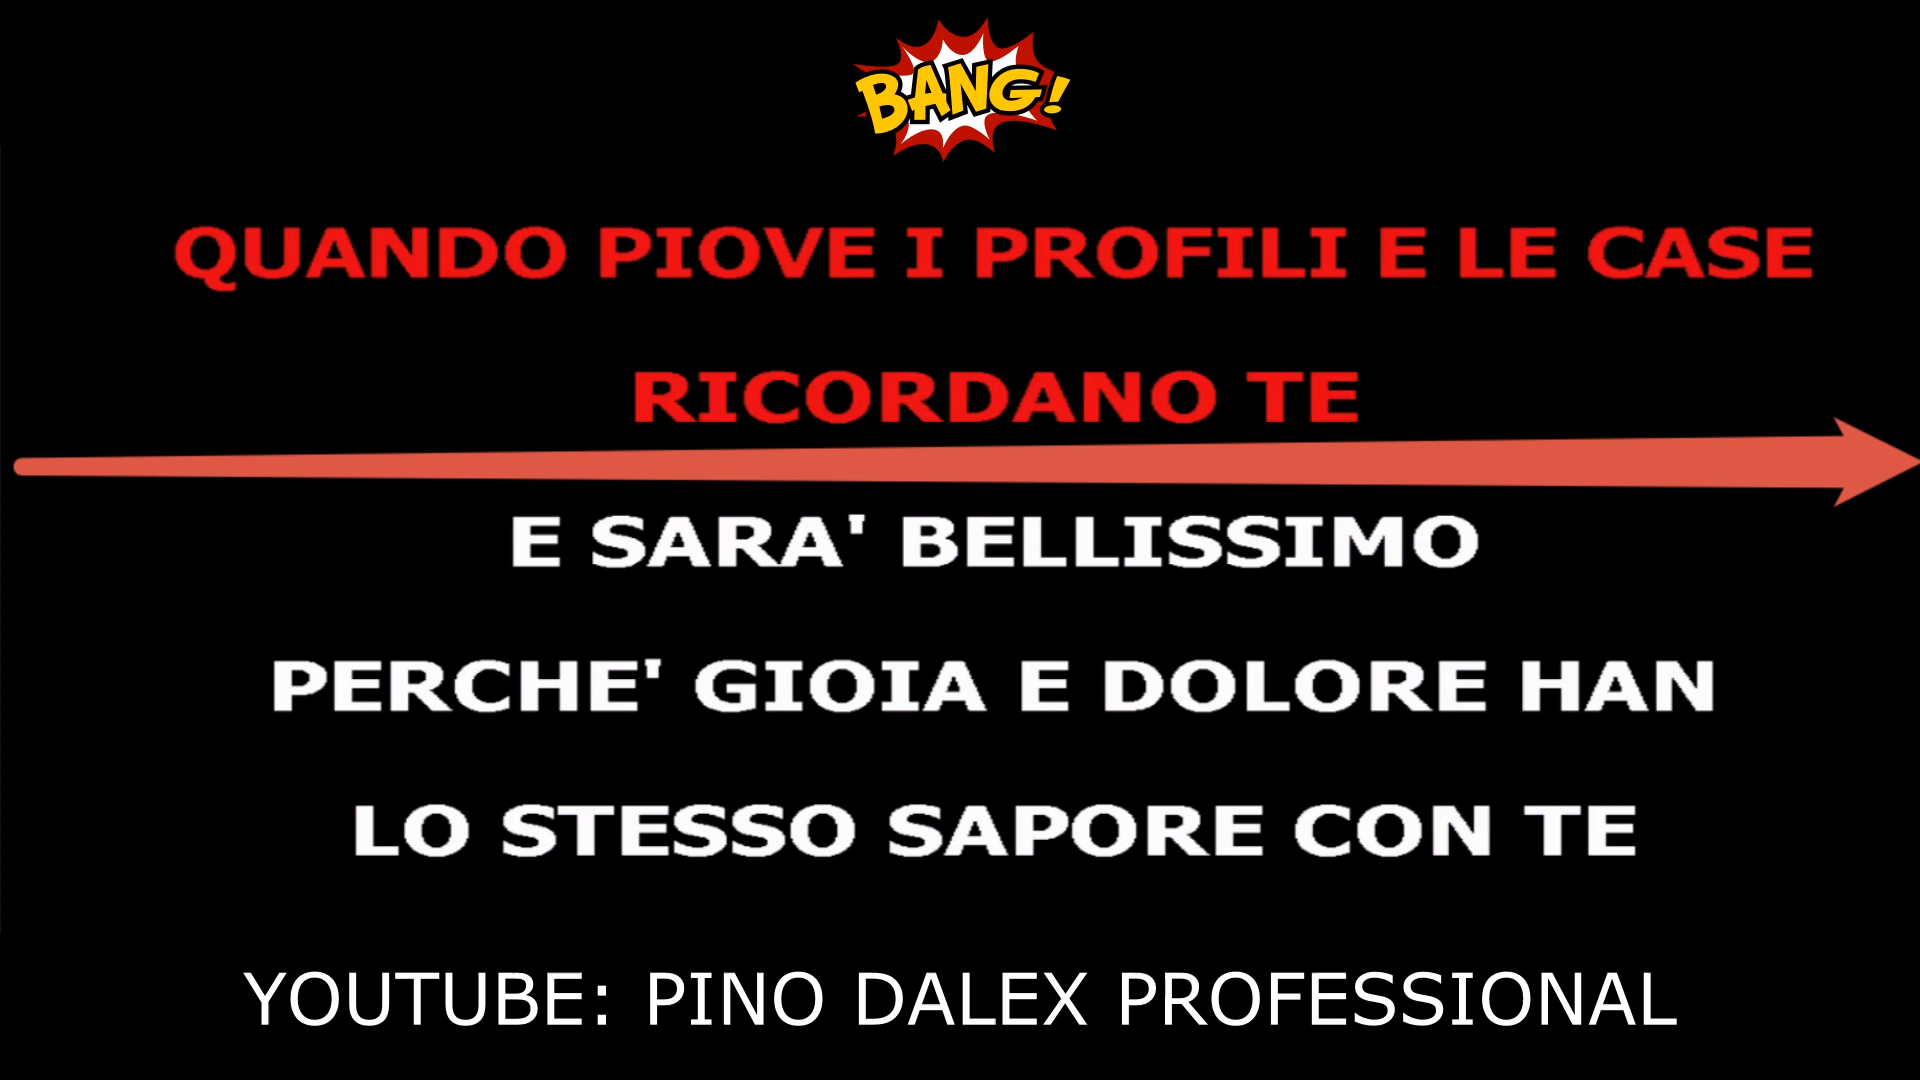 BANG!
QUANDO PIOVE I PROFILI E LE CASE
RICORDANO TE
E SARA' BELLISSIMO
PERCHE' GIOIA E DOLORE HAN
LO STESSO SAPORE CON TE
YOUTUBE: PINO DALEX PROFESSIONAL